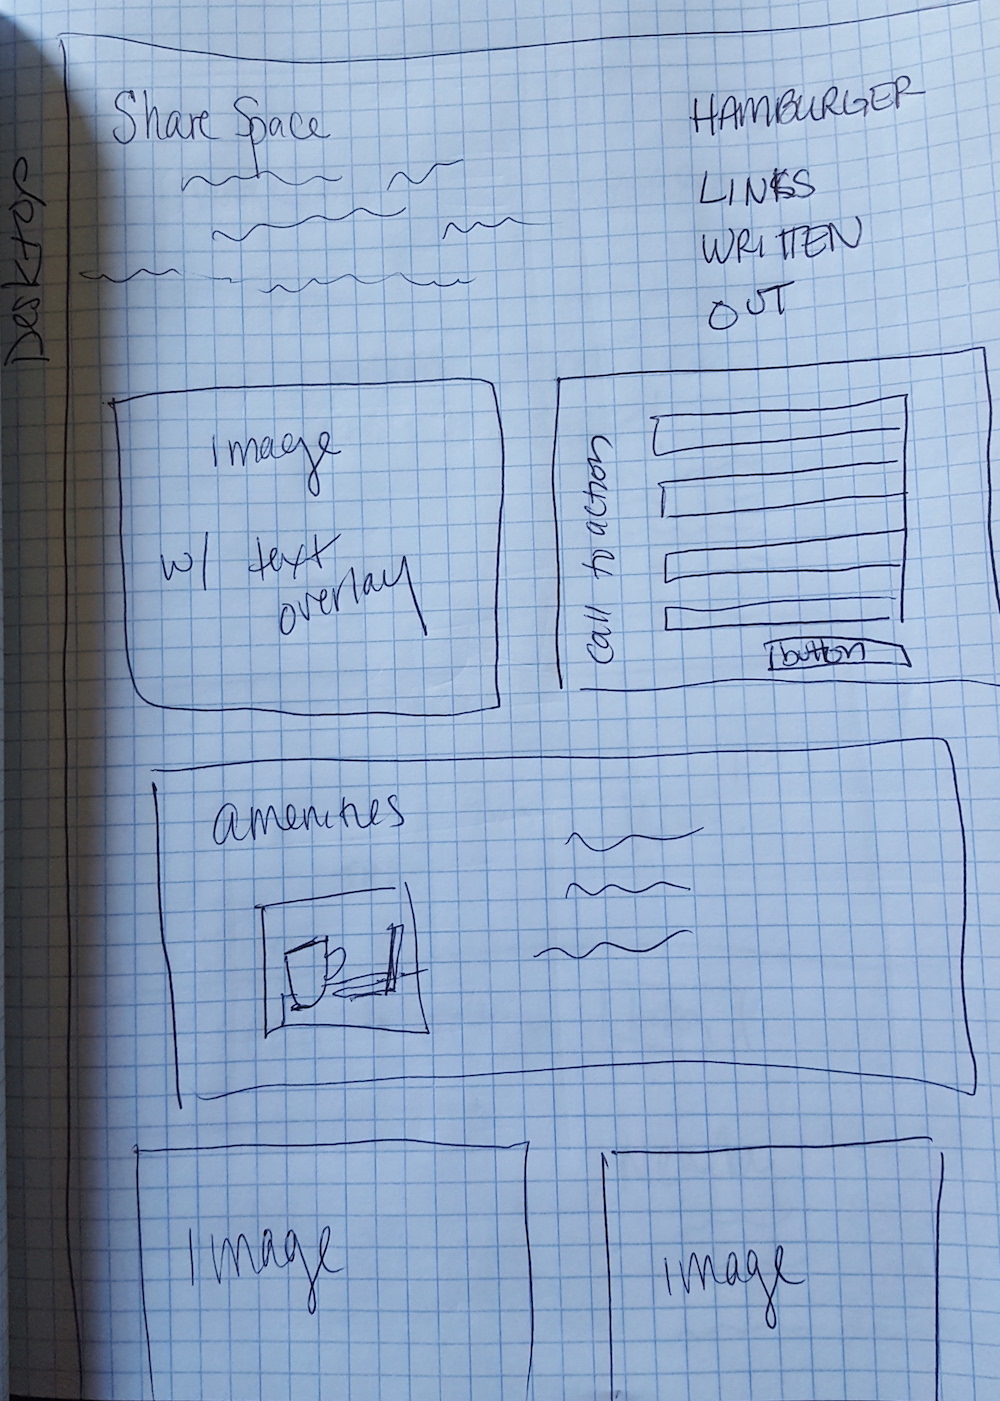 Desktop
Share Space
HAMBURGER
LINKS
WRITTEN
OUT
image
w/ text
overlay
Call to action
button
amenities
image
image